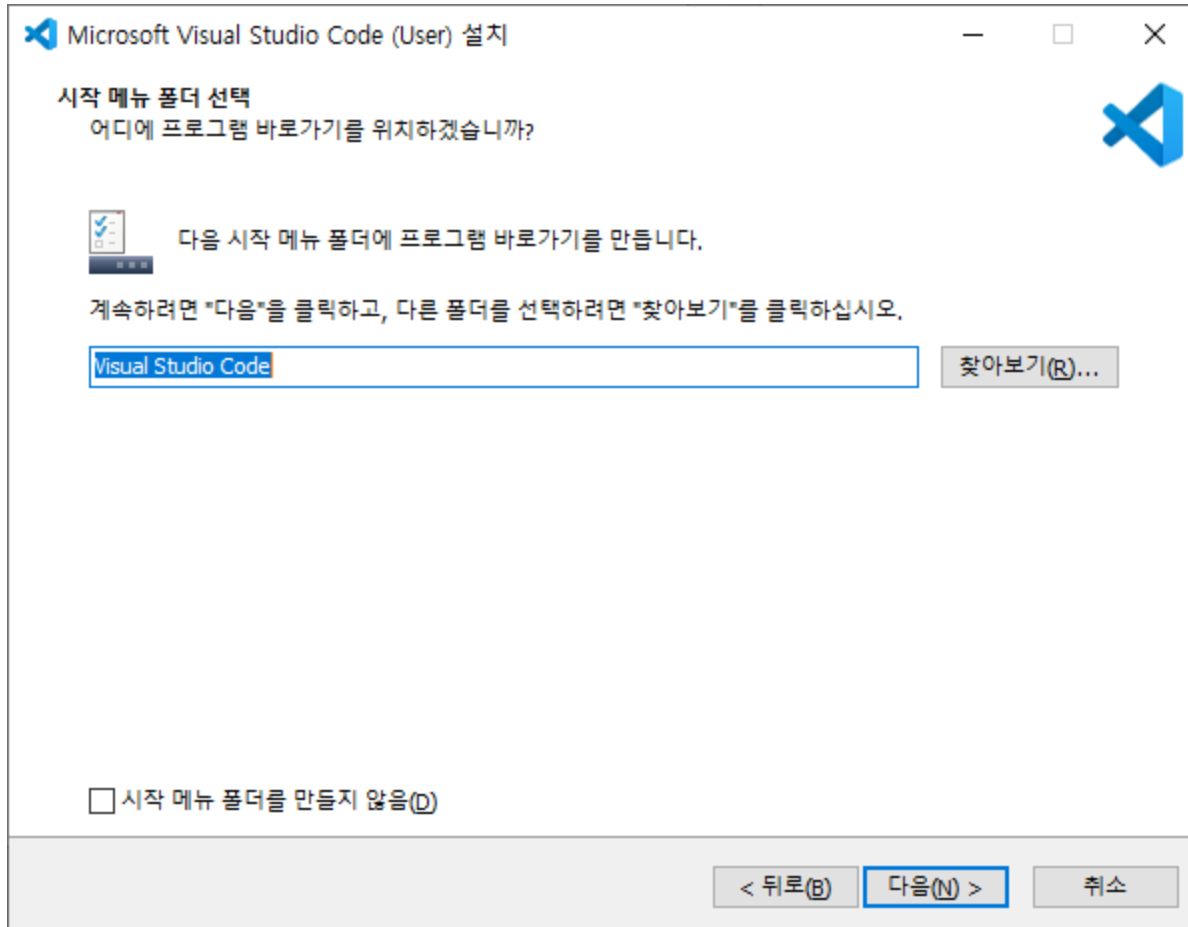 Microsoft Visual Studio Code (User) 설치
시작 메뉴 폴더 선택
어디에 프로그램 바로가기를 위치하겠습니까?
다음 시작 메뉴 폴더에 프로그램 바로가기를 만듭니다.
계속하려면 "다음"을 클릭하고, 다른 폴더를 선택하려면 "찾아보기"를 클릭하십시오.
Visual Studio Code 찾아보기(R)...
시작 메뉴 폴더를 만들지 않음(D)
< 뒤로(B) 다음(N) > 취소